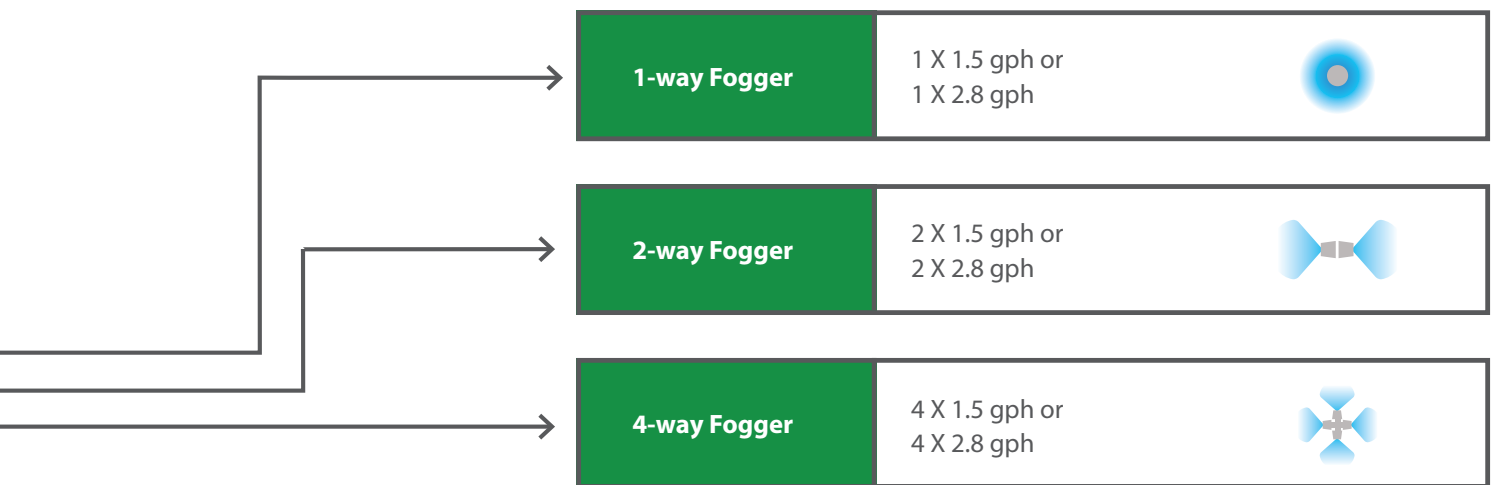 1-way Fogger
1 X 1.5 gph or
1 X 2.8 gph
2-way Fogger
2 X 1.5 gph or
2 X 2.8 gph
4-way Fogger
4 X 1.5 gph or
4 X 2.8 gph